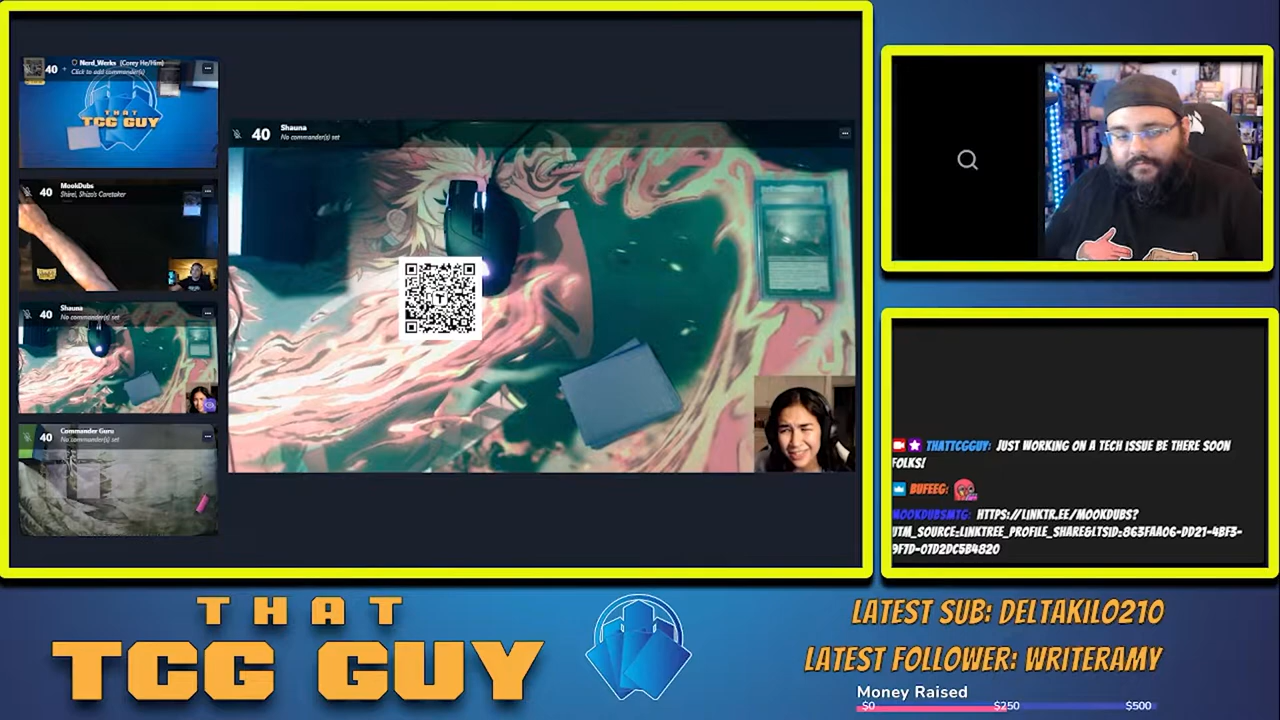 40
Nerd_Werks (Corey He/Him)
Click to add commander(s)
THAT
TCG GUY
40
MookDubs
Shirei, Shizo's Caretaker
40
Shauna
No commander(s) set
40
Commander Guru
No commander(s) set
40
Shauna
No commander(s) set
T
THATTCGGUY: JUST WORKING ON A TECH ISSUE BE THERE SOON
FOLKS!
BUFEEG:
MOOKDUBSMTG: HTTPS://LINKTR.EE/MOOKDUBS?
UTM_SOURCE=LINKTREE_PROFILE_SHARE&LTSID=863FAA06-DD21-4BF3-
9F7D-07D2DC5B4820
THAT
TCG GUY
LATEST SUB: DELTAKILO210
LATEST FOLLOWER: WRITERAMY
Money Raised
$0 $250 $500